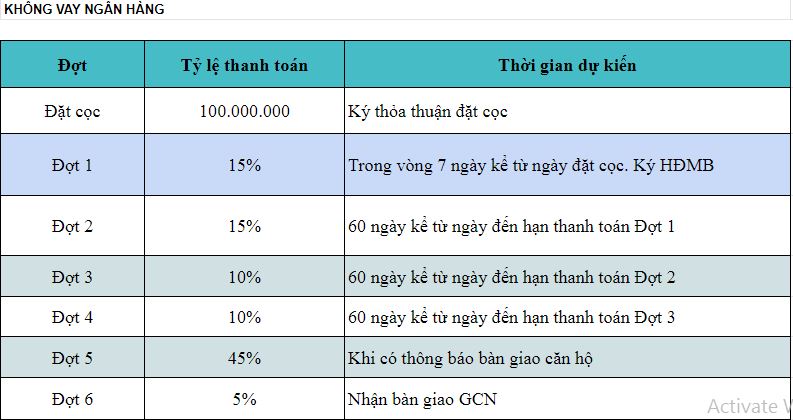 KHÔNG VAY NGÂN HÀNG
Đợt Tỷ lệ thanh toán Thời gian dự kiến
Đặt cọc 100.000.000 Ký thỏa thuận đặt cọc
Đợt 1 15% Trong vòng 7 ngày kể từ ngày đặt cọc. Ký HĐMB
Đợt 2 15% 60 ngày kể từ ngày đến hạn thanh toán Đợt 1
Đợt 3 10% 60 ngày kể từ ngày đến hạn thanh toán Đợt 2
Đợt 4 10% 60 ngày kể từ ngày đến hạn thanh toán Đợt 3
Đợt 5 45% Khi có thông báo bàn giao căn hộ
Đợt 6 5% Nhận bàn giao GCN
Activate